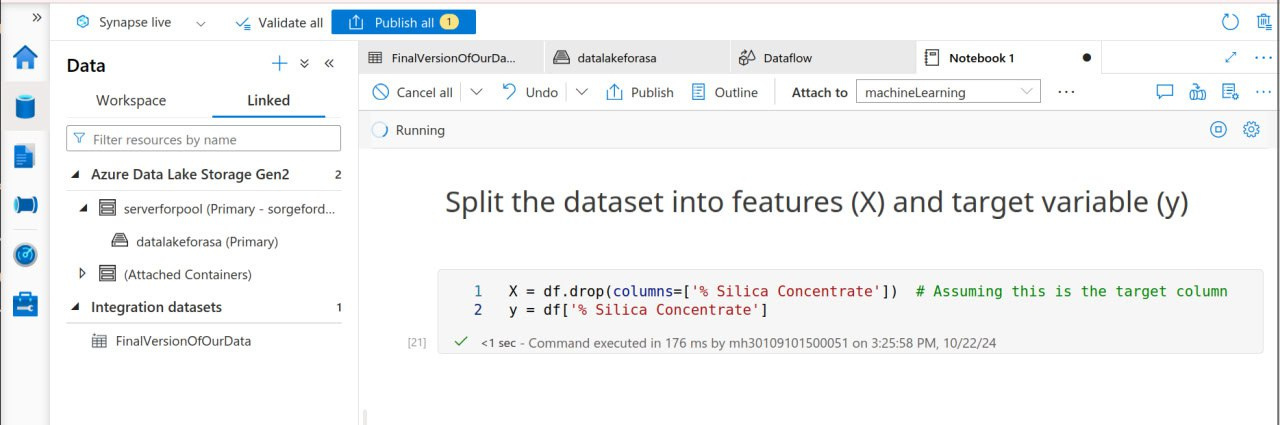 Synapse live
Validate all
Publish all 1
Data
Workspace
Linked
Filter resources by name
Azure Data Lake Storage Gen2 2
serverforpool (Primary - sorgeford...
datalakeforasa (Primary)
(Attached Containers)
Integration datasets 1
FinalVersionOfOurData
FinalVersionOfOurDa...
datalakeforasa
Dataflow
Notebook 1
Cancel all
Undo
Publish
Outline
Attach to
machineLearning
Running
Split the dataset into features (X) and target variable (y)
1 X = df.drop(columns=['% Silica Concentrate']) # Assuming this is the target column
2 y = df['% Silica Concentrate']
[21]
<1 sec - Command executed in 176 ms by mh30109101500051 on 3:25:58 PM, 10/22/24